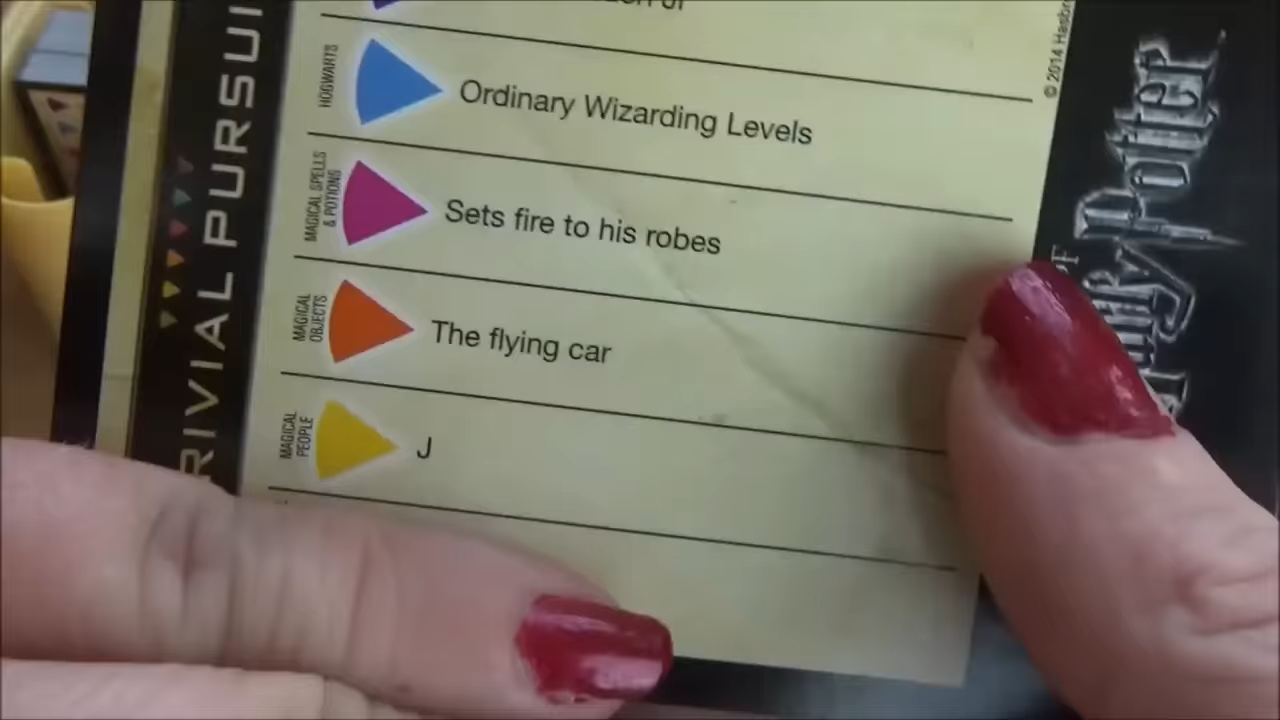 © 2014 Hasbro
HOGWARTS
Ordinary Wizarding Levels
MAGICAL SPELLS
& POTIONS
Sets fire to his robes
MAGICAL
OBJECTS
The flying car
MAGICAL
PEOPLE
J
TRIVIAL PURSUI
OF
Harry Potter